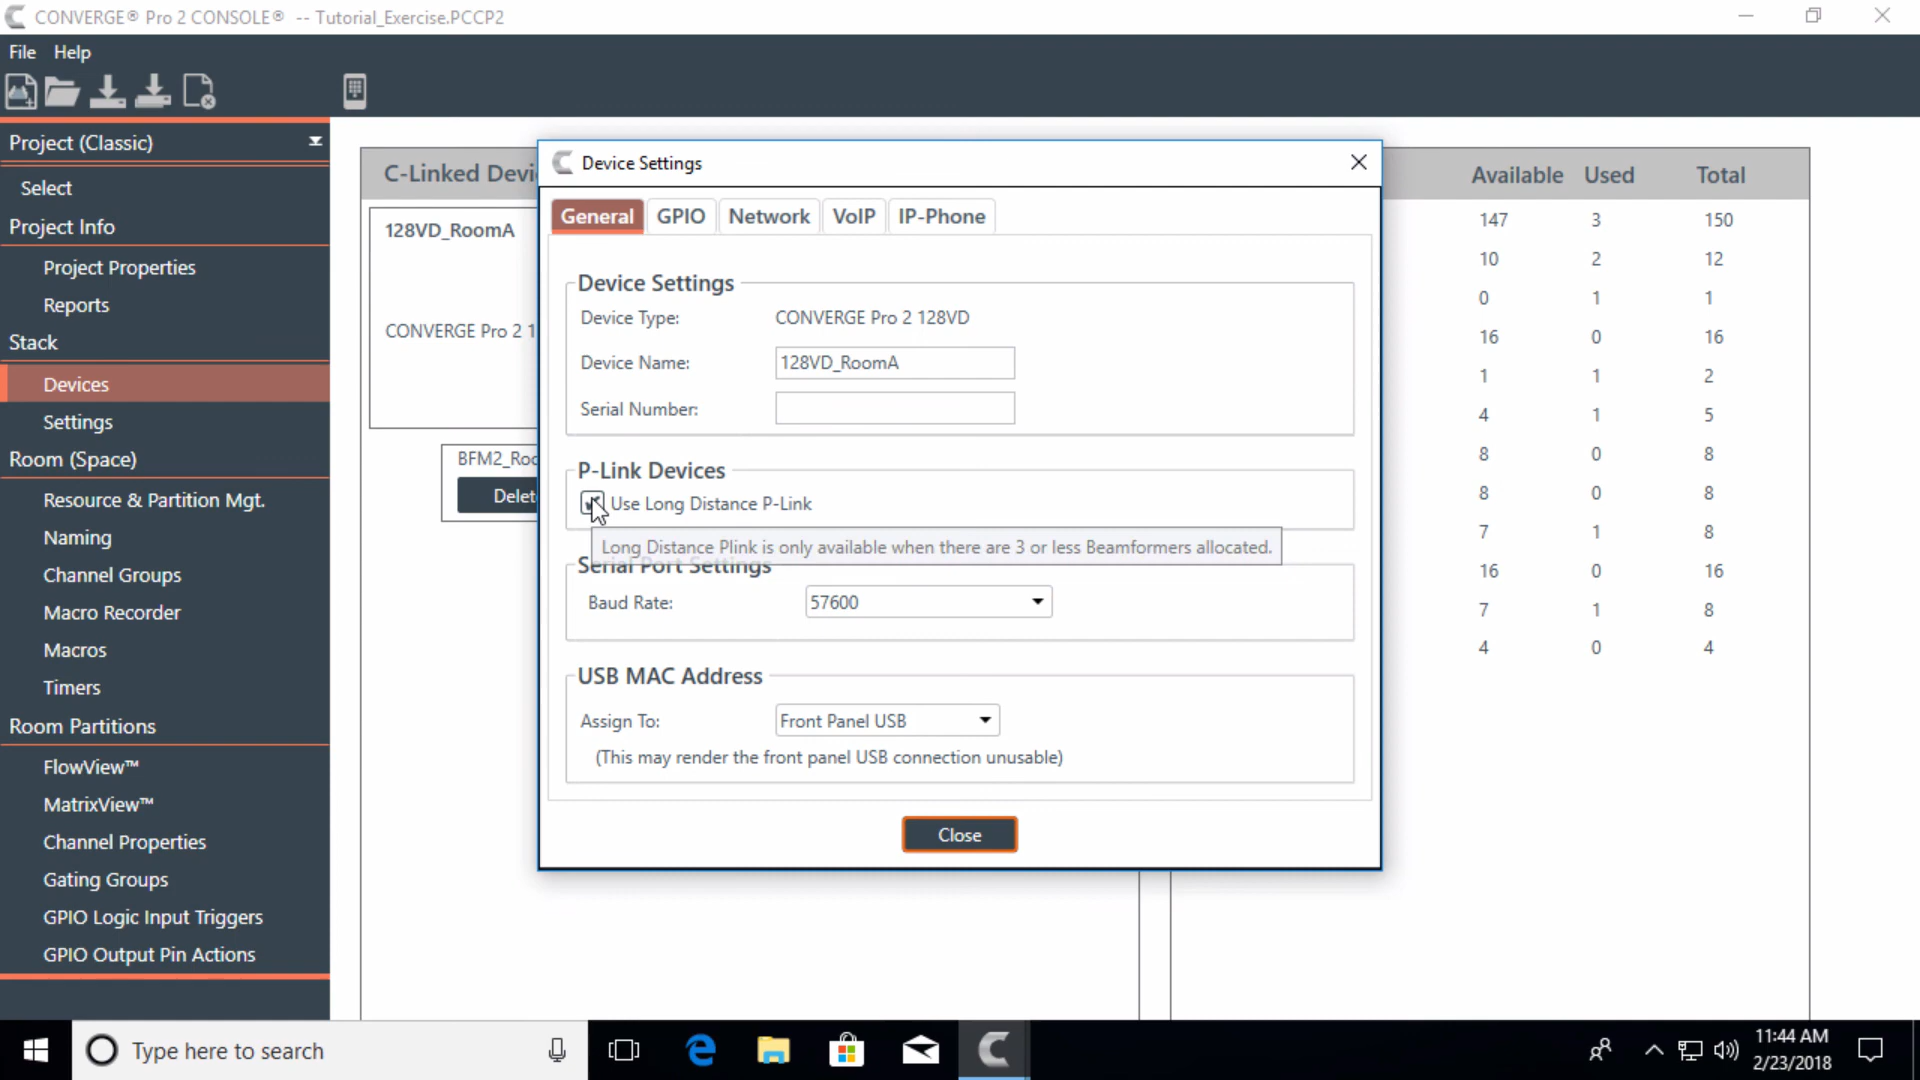 CONVERGE® Pro 2 CONSOLE® -- Tutorial_Exercise.PCCP2
File Help
Project (Classic)
Select
Project Info
Project Properties
Reports
Stack
Devices
Settings
Room (Space)
Resource & Partition Mgt.
Naming
Channel Groups
Macro Recorder
Macros
Timers
Room Partitions
FlowView™
MatrixView™
Channel Properties
Gating Groups
GPIO Logic Input Triggers
GPIO Output Pin Actions
C-Linked Devi
128VD_RoomA
CONVERGE Pro 2 1
BFM2_Roo
Delet
Device Settings
General GPIO Network VoIP IP-Phone
Device Settings
Device Type: CONVERGE Pro 2 128VD
Device Name: 128VD_RoomA
Serial Number:
P-Link Devices
Use Long Distance P-Link
Long Distance Plink is only available when there are 3 or less Beamformers allocated.
Serial Port Settings
Baud Rate: 57600
USB MAC Address
Assign To: Front Panel USB
(This may render the front panel USB connection unusable)
Close
Available Used Total
147 3 150
10 2 12
0 1 1
16 0 16
1 1 2
4 1 5
8 0 8
8 0 8
7 1 8
16 0 16
7 1 8
4 0 4
Type here to search
11:44 AM
2/23/2018